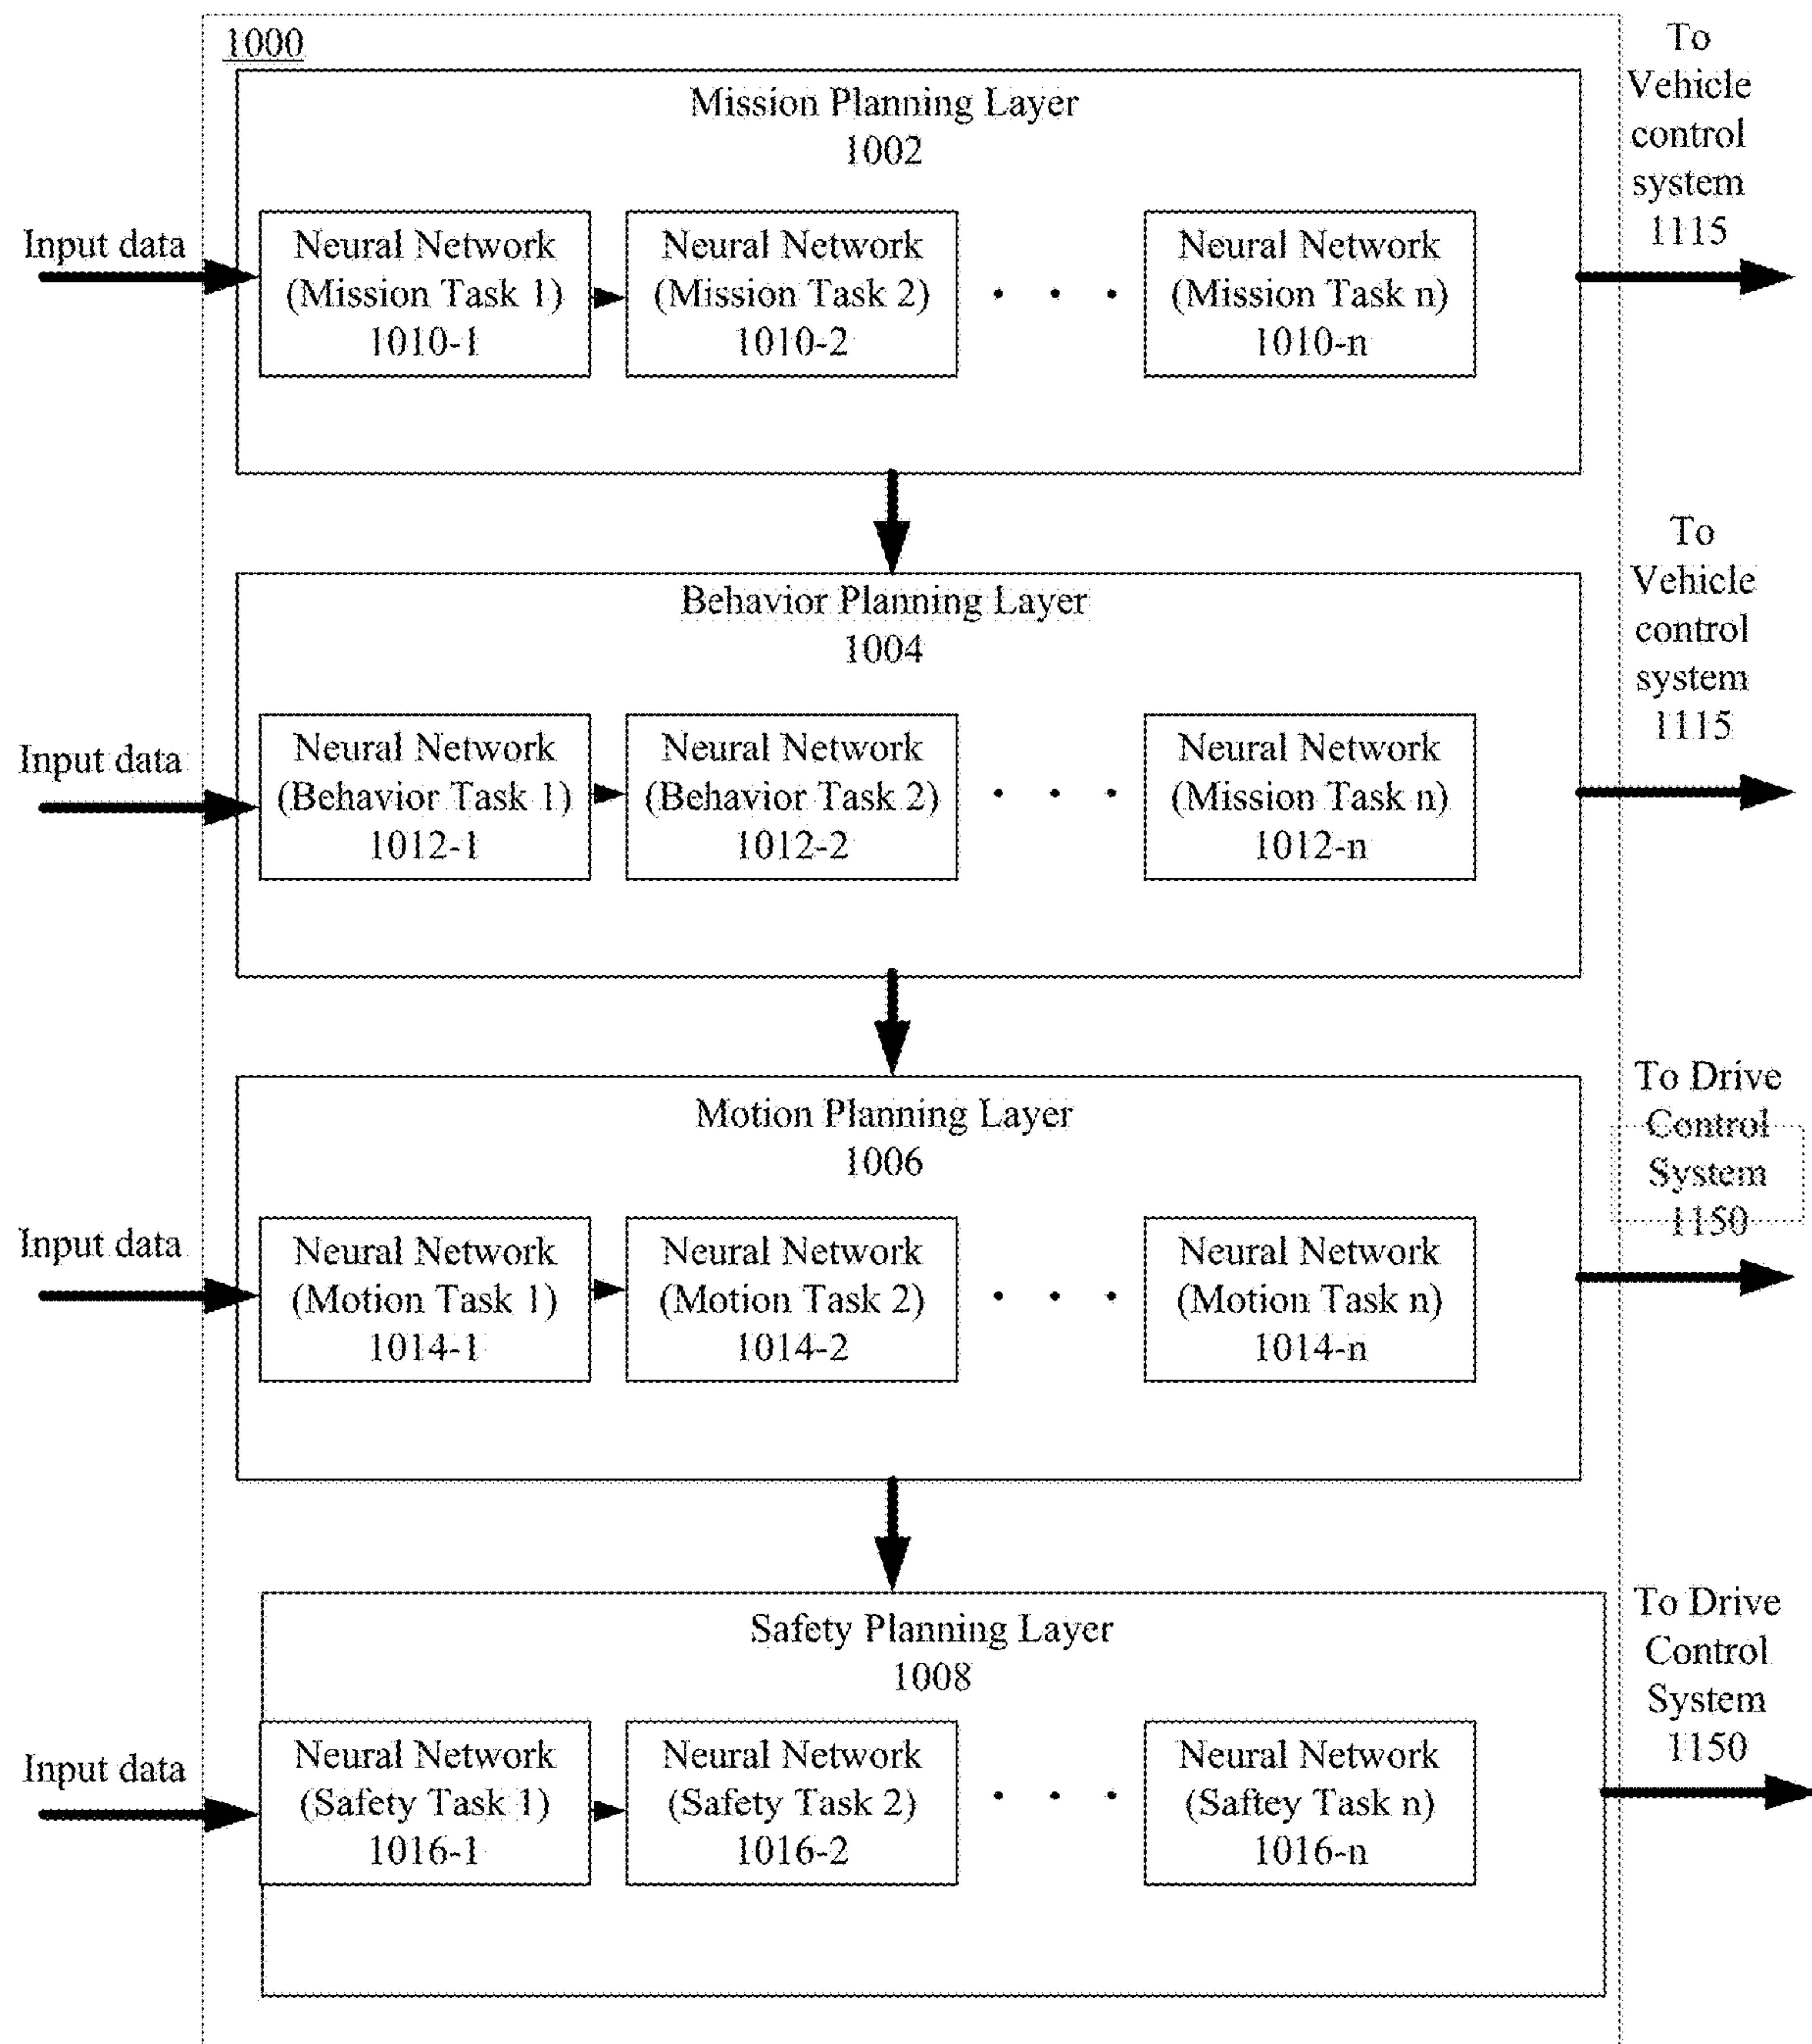 1000
To
Vehicle
control
system
1115
Mission Planning Layer
1002
Input data
Neural Network
(Mission Task 1)
1010-1
Neural Network
(Mission Task 2)
1010-2
. . .
Neural Network
(Mission Task n)
1010-n
To
Vehicle
control
system
1115
Behavior Planning Layer
1004
Input data
Neural Network
(Behavior Task 1)
1012-1
Neural Network
(Behavior Task 2)
1012-2
. . .
Neural Network
(Mission Task n)
1012-n
To Drive
Control
System
1150
Motion Planning Layer
1006
Input data
Neural Network
(Motion Task 1)
1014-1
Neural Network
(Motion Task 2)
1014-2
. . .
Neural Network
(Motion Task n)
1014-n
To Drive
Control
System
1150
Safety Planning Layer
1008
Input data
Neural Network
(Safety Task 1)
1016-1
Neural Network
(Safety Task 2)
1016-2
. . .
Neural Network
(Saftey Task n)
1016-n